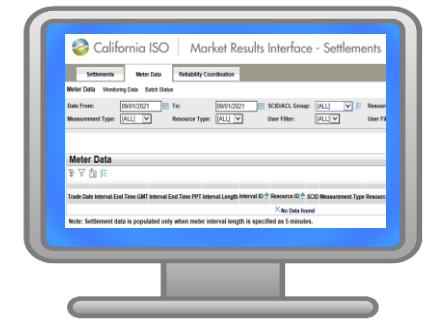 California ISO Market Results Interface - Settlements
Settlements Meter Data Reliability Coordination
Meter Data Monitoring Data Batch Status
Date From: 09/01/2021 To: 09/01/2021 SCID/ACL Group: [ALL] Resourc
Measurement Type: [ALL] Resource Type: [ALL] User Filter: [ALL] User Fil
Meter Data
Trade Date Interval End Time GMT Interval End Time PPT Interval Length Interval ID Resource ID SCID Measurement Type Resourc
No Data found
Note: Settlement data is populated only when meter interval length is specified as 5 minutes.